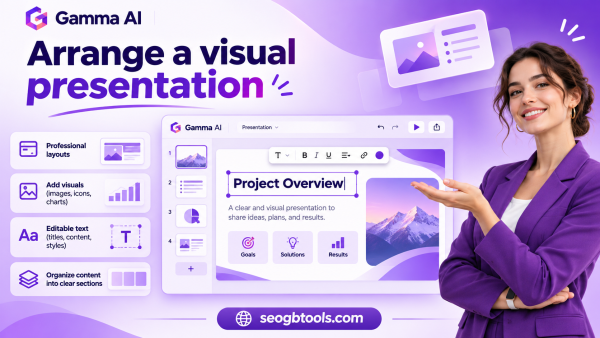 Gamma AI
Arrange a visual
presentation
Professional
layouts
Add visuals
(images, icons,
charts)
Aa
Editable text
(titles, content,
styles)
T
Organize content
into clear sections
Gamma AI
Presentation
1
2
3
4
+
T
B I U
Project Overview
A clear and visual presentation to
share ideas, plans, and results.
Goals
Solutions
Results
seogbtools.com